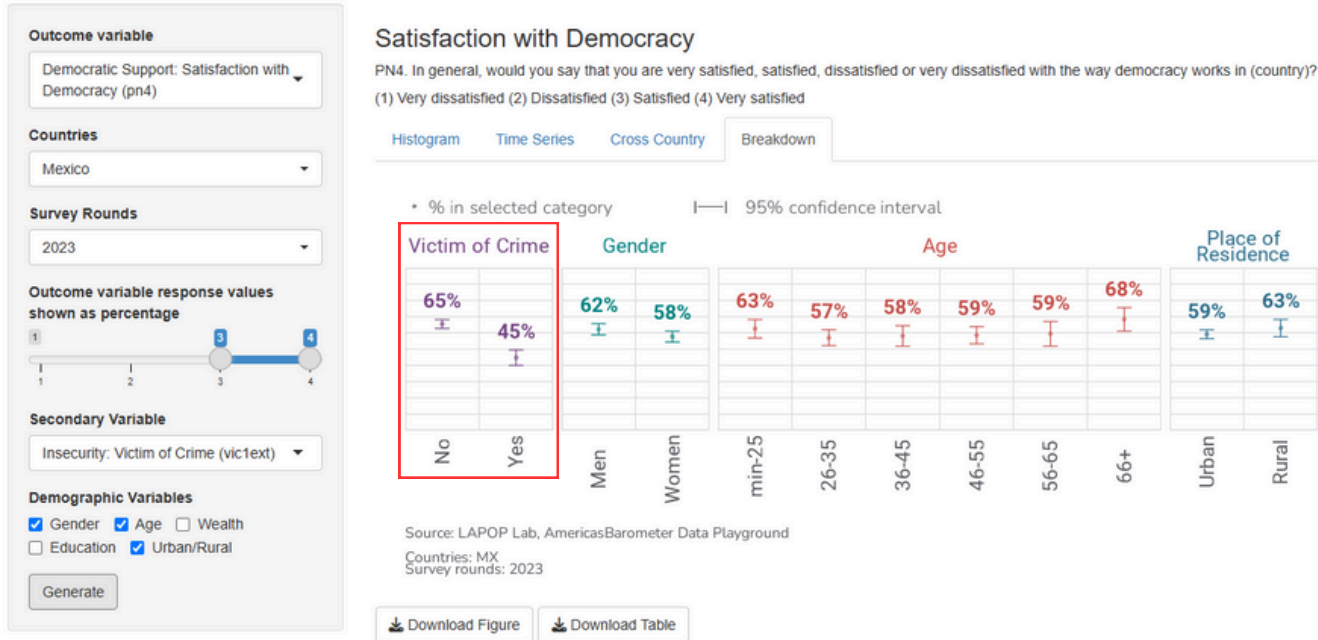 Outcome variable
Democratic Support: Satisfaction with
Democracy (pn4)
Countries
Mexico
Survey Rounds
2023
Outcome variable response values
shown as percentage
1 3 4
1 2 3 4
Secondary Variable
Insecurity: Victim of Crime (vic1ext)
Demographic Variables
Gender Age Wealth
Education Urban/Rural
Generate
Satisfaction with Democracy
PN4. In general, would you say that you are very satisfied, satisfied, dissatisfied or very dissatisfied with the way democracy works in (country)?
(1) Very dissatisfied (2) Dissatisfied (3) Satisfied (4) Very satisfied
Histogram Time Series Cross Country Breakdown
% in selected category 95% confidence interval
Victim of Crime Gender Age Place of
Residence
65% 45% 62% 58% 63% 57% 58% 59% 59% 68% 59% 63%
No Yes Men Women min-25 26-35 36-45 46-55 56-65 66+ Urban Rural
Source: LAPOP Lab, AmericasBarometer Data Playground
Countries: MX
Survey rounds: 2023
Download Figure Download Table